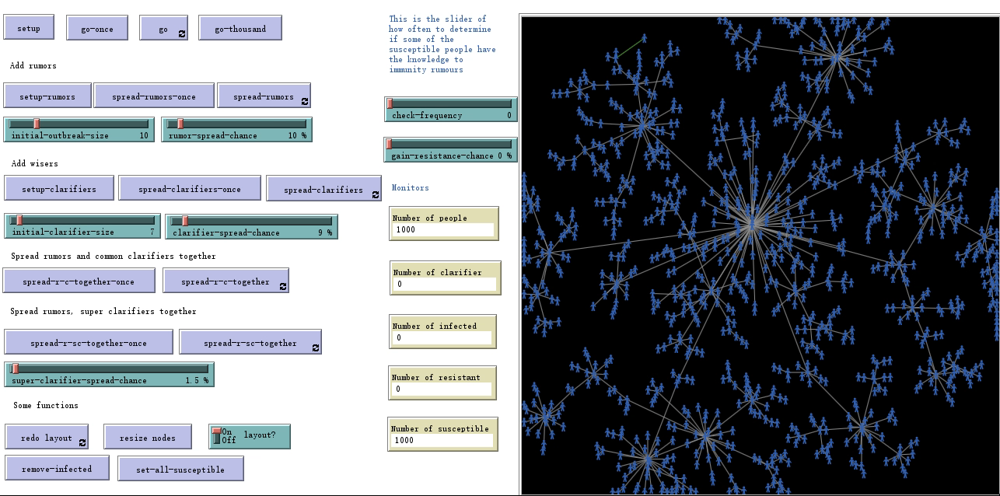 setup
go-once
go
go-thousand
Add rumors
setup-rumors
spread-rumors-once
spread-rumors
initial-outbreak-size 10
rumor-spread-chance 10 %
Add wisers
setup-clarifiers
spread-clarifiers-once
spread-clarifiers
initial-clarifier-size 7
clarifier-spread-chance 9 %
Spread rumors and common clarifiers together
spread-r-c-together-once
spread-r-c-together
Spread rumors, super clarifiers together
spread-r-sc-together-once
spread-r-sc-together
super-clarifier-spread-chance 1.5 %
Some functions
redo layout
resize nodes
On
Off
layout?
remove-infected
set-all-susceptible
This is the slider of
how often to determine
if some of the
susceptible people have
the knowledge to
immunity rumours
check-frequency 0
gain-resistance-chance 0 %
Monitors
Number of people
1000
Number of clarifier
0
Number of infected
0
Number of resistant
0
Number of susceptible
1000